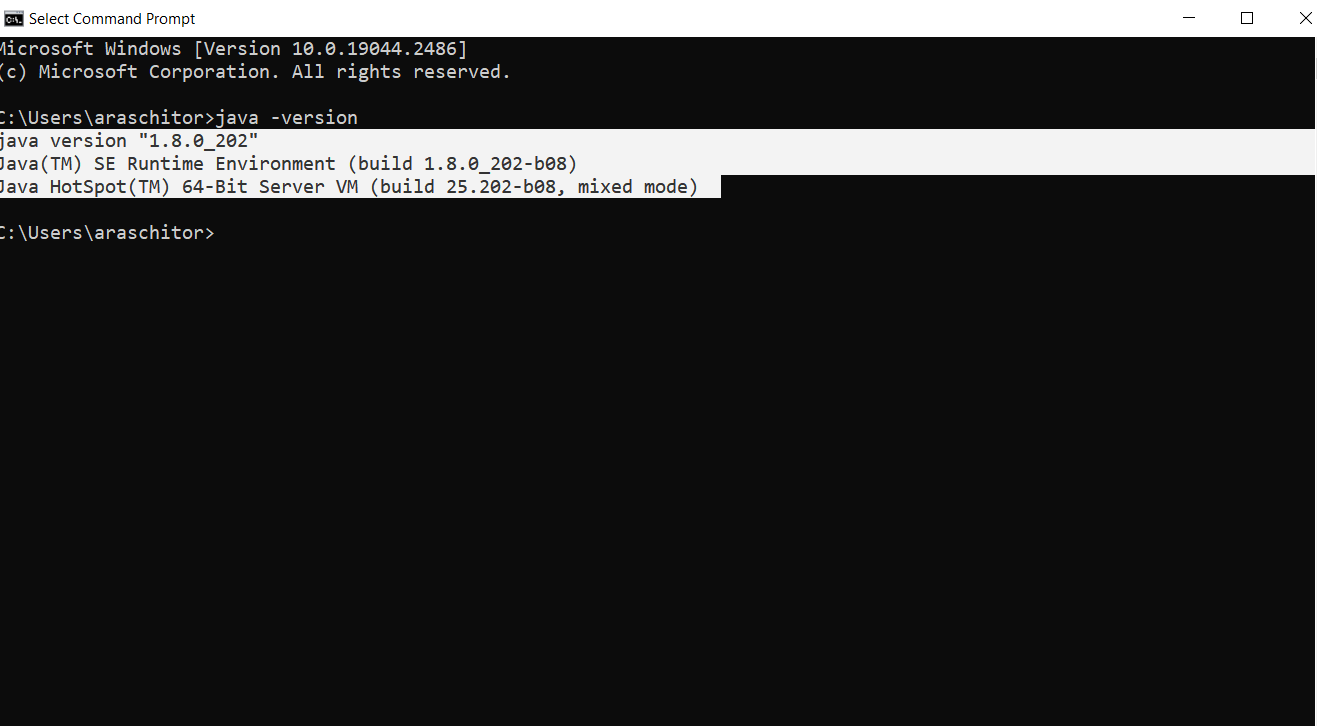 Select Command Prompt
Microsoft Windows [Version 10.0.19044.2486]
(c) Microsoft Corporation. All rights reserved.
C:\Users\araschitor>java -version
java version "1.8.0_202"
Java(TM) SE Runtime Environment (build 1.8.0_202-b08)
Java HotSpot(TM) 64-Bit Server VM (build 25.202-b08, mixed mode)
C:\Users\araschitor>